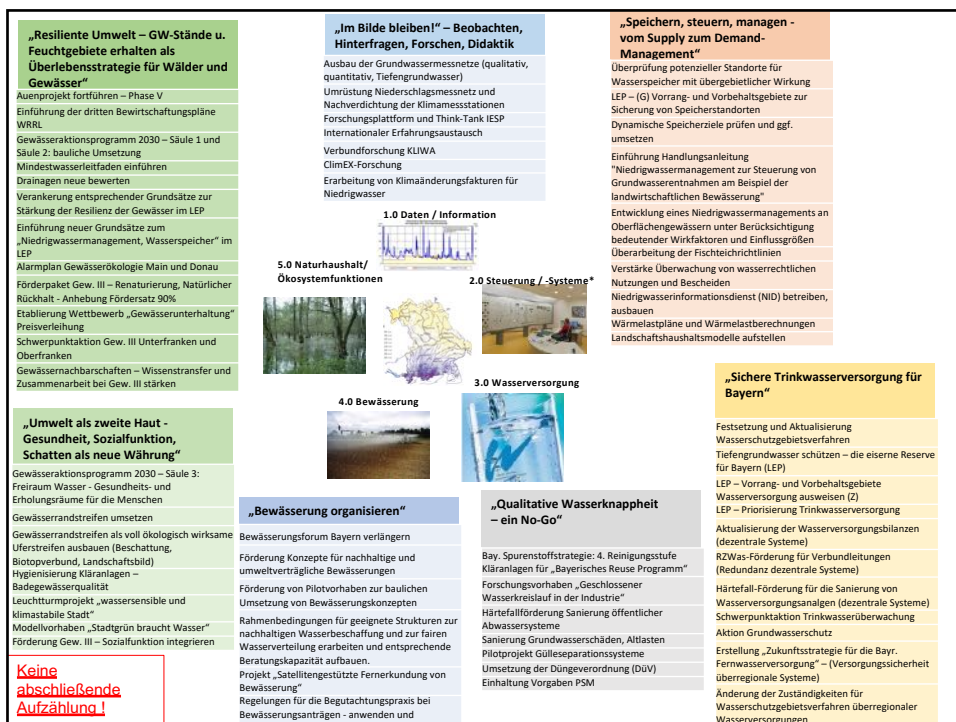 „Resiliente Umwelt – GW-Stände u.
Feuchtgebiete erhalten als
Überlebensstrategie für Wälder und
Gewässer“
Auenprojekt fortführen – Phase V
Einführung der dritten Bewirtschaftungspläne
WRRL
Gewässeraktionsprogramm 2030 – Säule 1 und
Säule 2: bauliche Umsetzung
Mindestwasserleitfaden einführen
Drainagen neue bewerten
Verankerung entsprechender Grundsätze zur
Stärkung der Resilienz der Gewässer im LEP
Einführung neuer Grundsätze zum
„Niedrigwassermanagement, Wasserspeicher“ im
LEP
Alarmplan Gewässerökologie Main und Donau
Förderpaket Gew. III – Renaturierung, Natürlicher
Rückhalt - Anhebung Fördersatz 90%
Etablierung Wettbewerb „Gewässerunterhaltung“
Preisverleihung
Schwerpunktaktion Gew. III Unterfranken und
Oberfranken
Gewässernachbarschaften – Wissenstransfer und
Zusammenarbeit bei Gew. III stärken
„Umwelt als zweite Haut -
Gesundheit, Sozialfunktion,
Schatten als neue Währung“
Gewässeraktionsprogramm 2030 – Säule 3:
Freiraum Wasser - Gesundheits- und
Erholungsräume für die Menschen
Gewässerrandstreifen umsetzen
Gewässerrandstreifen als voll ökologisch wirksame
Uferstreifen ausbauen (Beschattung,
Biotopverbund, Landschaftsbild)
Hygienisierung Kläranlagen –
Badegewässerqualität
Leuchtturmprojekt „wassersensible und
klimastabile Stadt“
Modellvorhaben „Stadtgrün braucht Wasser“
Förderung Gew. III – Sozialfunktion integrieren
Keine
abschließende
Aufzählung !
„Im Bilde bleiben!“ – Beobachten,
Hinterfragen, Forschen, Didaktik
Ausbau der Grundwassermessnetze (qualitativ,
quantitativ, Tiefengrundwasser)
Umrüstung Niederschlagsmessnetz und
Nachverdichtung der Klimamessstationen
Forschungsplattform und Think-Tank IESP
Internationaler Erfahrungsaustausch
Verbundforschung KLIWA
ClimEX-Forschung
Erarbeitung von Klimaänderungsfakturen für
Niedrigwasser
1.0 Daten / Information
5.0 Naturhaushalt/
Ökosystemfunktionen
2.0 Steuerung / -Systeme*
3.0 Wasserversorgung
4.0 Bewässerung
„Bewässerung organisieren“
Bewässerungsforum Bayern verlängern
Förderung Konzepte für nachhaltige und
umweltverträgliche Bewässerungen
Förderung von Pilotvorhaben zur baulichen
Umsetzung von Bewässerungskonzepten
Rahmenbedingungen für geeignete Strukturen zur
nachhaltigen Wasserbeschaffung und zur fairen
Wasserverteilung erarbeiten und entsprechende
Beratungskapazität aufbauen.
Projekt „Satellitengestützte Fernerkundung von
Bewässerung“
Regelungen für die Begutachtungspraxis bei
Bewässerungsanträgen - anwenden und
„Qualitative Wasserknappheit
– ein No-Go“
Bay. Spurenstoffstrategie: 4. Reinigungsstufe
Kläranlagen für „Bayerisches Reuse Programm“
Forschungsvorhaben „Geschlossener
Wasserkreislauf in der Industrie“
Härtefallförderung Sanierung öffentlicher
Abwassersysteme
Sanierung Grundwasserschäden, Altlasten
Pilotprojekt Gülleseparationssysteme
Umsetzung der Düngeverordnung (DüV)
Einhaltung Vorgaben PSM
„Speichern, steuern, managen -
vom Supply zum Demand-
Management“
Überprüfung potenzieller Standorte für
Wasserspeicher mit übergebietlicher Wirkung
LEP – (G) Vorrang- und Vorbehaltsgebiete zur
Sicherung von Speicherstandorten
Dynamische Speicherziele prüfen und ggf.
umsetzen
Einführung Handlungsanleitung
"Niedrigwassermanagement zur Steuerung von
Grundwasserentnahmen am Beispiel der
landwirtschaftlichen Bewässerung"
Entwicklung eines Niedrigwassermanagements an
Oberflächengewässern unter Berücksichtigung
bedeutender Wirkfaktoren und Einflussgrößen
Überarbeitung der Fischteichrichtlinien
Verstärke Überwachung von wasserrechtlichen
Nutzungen und Bescheiden
Niedrigwasserinformationsdienst (NID) betreiben,
ausbauen
Wärmelastpläne und Wärmelastberechnungen
Landschaftshaushaltsmodelle aufstellen
„Sichere Trinkwasserversorgung für
Bayern“
Festsetzung und Aktualisierung
Wasserschutzgebietsverfahren
Tiefengrundwasser schützen – die eiserne Reserve
für Bayern (LEP)
LEP – Vorrang- und Vorbehaltsgebiete
Wasserversorgung ausweisen (Z)
LEP – Priorisierung Trinkwasserversorgung
Aktualisierung der Wasserversorgungsbilanzen
(dezentrale Systeme)
RZWas-Förderung für Verbundleitungen
(Redundanz dezentrale Systeme)
Härtefall-Förderung für die Sanierung von
Wasserversorgungsanalgen (dezentrale Systeme)
Schwerpunktaktion Trinkwasserüberwachung
Aktion Grundwasserschutz
Erstellung „Zukunftsstrategie für die Bayr.
Fernwasserversorgung“ – (Versorgungssicherheit
überregionale Systeme)
Änderung der Zuständigkeiten für
Wasserschutzgebietsverfahren überregionaler
Wasserversorgungen